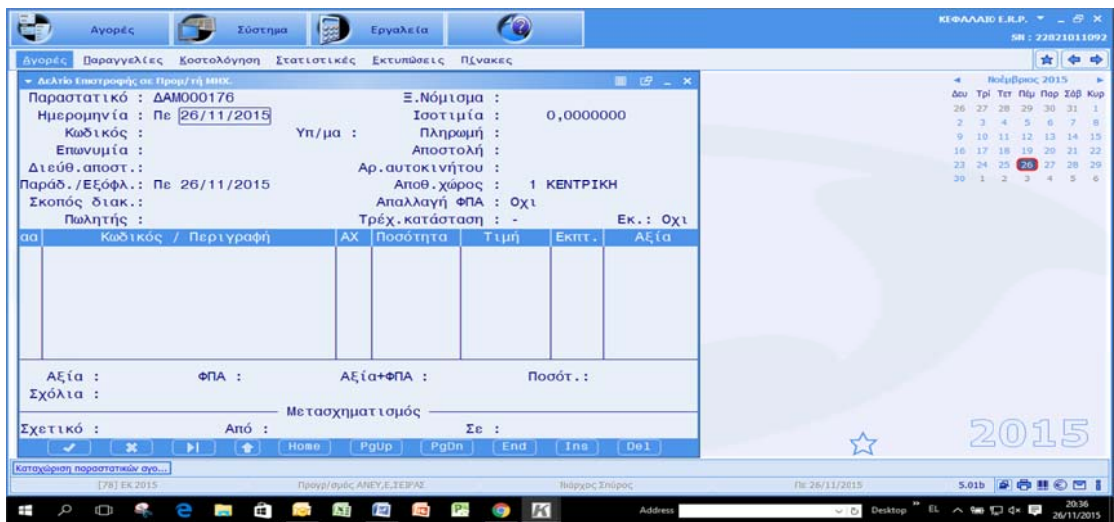 Αγορές Σύστημα Εργαλεία ΚΕΦΑΛΑΙΟ E.R.P.
SN : 22821011092
Αγορές Παραγγελίες Κοστολόγηση Στατιστικές Εκτυπώσεις Πίνακες
Δελτίο Επιστροφής σε Προμ/τή ΜΗΧ.
Παραστατικό : ΔΑΜ000176 Ξ.Νόμισμα :
Ημερομηνία : Πε 26/11/2015 Ισοτιμία : 0,0000000
Κωδικός : Υπ/μα : Πληρωμή :
Επωνυμία : Αποστολή :
Διεύθ.αποστ.: Αρ.αυτοκινήτου :
Παράδ./Εξόφλ.: Πε 26/11/2015 Αποθ.χώρος : 1 ΚΕΝΤΡΙΚΗ
Σκοπός διακ.: Απαλλαγή ΦΠΑ : Οχι
Πωλητής : Τρέχ.κατάσταση : - Εκ.: Οχι
αα Κωδικός / Περιγραφή ΑΧ Ποσότητα Τιμή Εκπτ. Αξία
Αξία : ΦΠΑ : Αξία+ΦΠΑ : Ποσότ.:
Σχόλια :
Μετασχηματισμός
Σχετικό : Από : Σε :
Home PgUp PgDn End Ins Del
Νοέμβριος 2015
Δευ Τρί Τετ Πέμ Παρ Σάβ Κυρ
26 27 28 29 30 31 1
2 3 4 5 6 7 8
9 10 11 12 13 14 15
16 17 18 19 20 21 22
23 24 25 26 27 28 29
30 1 2 3 4 5 6
2015
Καταχώριση παραστατικών αγο...
[78] ΕΚ 2015 Νιάρχος Σπύρος Πε 26/11/2015 5.01b
Address Desktop EL 20:36
26/11/2015